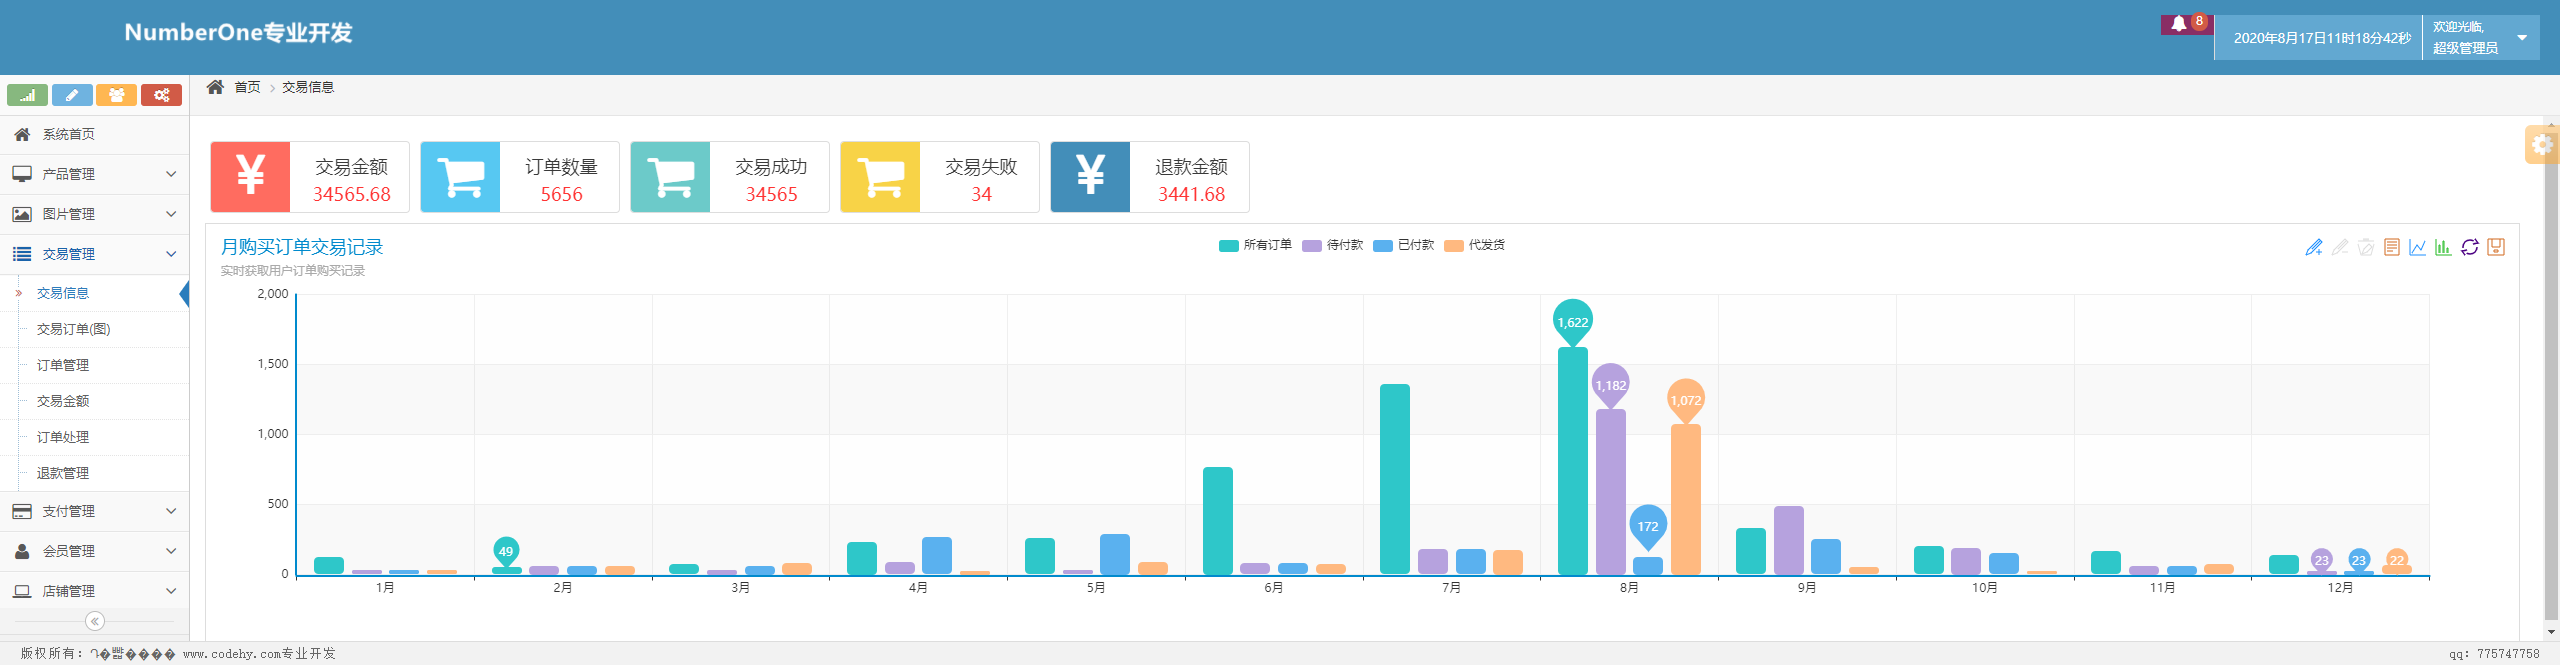 NumberOne专业开发
8
2020年8月17日11时18分42秒
欢迎光临,
超级管理员
首页
交易信息
系统首页
产品管理
图片管理
交易管理
交易信息
交易订单(图)
订单管理
交易金额
订单处理
退款管理
支付管理
会员管理
店铺管理
交易金额
34565.68
订单数量
5656
交易成功
34565
交易失败
34
退款金额
3441.68
月购买订单交易记录
实时获取用户订单购买记录
所有订单 待付款 已付款 代发货
2,000
1,500
1,000
500
0
1,622
1,182
172
1,072
49
23
23
22
1月 2月 3月 4月 5月 6月 7月 8月 9月 10月 11月 12月
版权所有: www.codehy.com专业开发
qq: 775747758